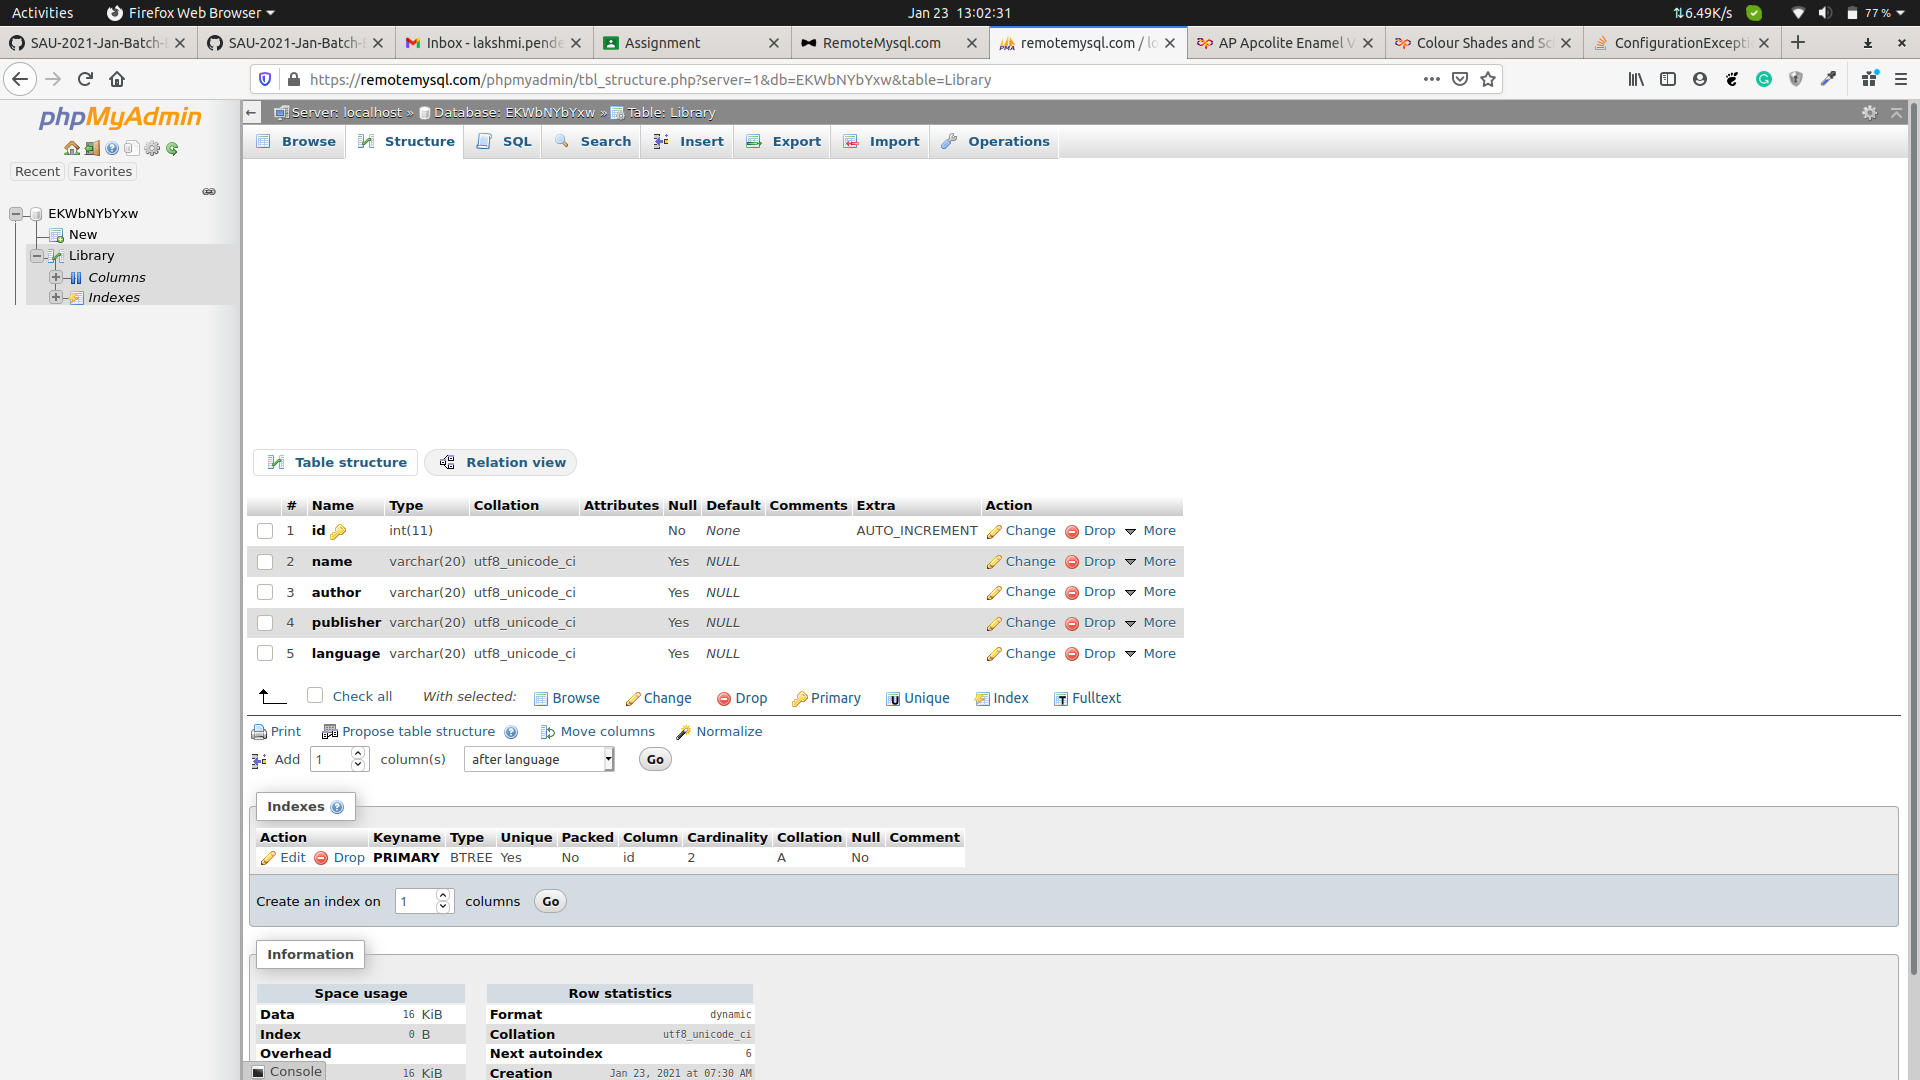 Activities Firefox Web Browser Jan 23 13:02:31 6.49K/s 77 %
SAU-2021-Jan-Batch- SAU-2021-Jan-Batch- Inbox - lakshmi.pende Assignment RemoteMysql.com remotemysql.com / lo AP Apcolite Enamel V Colour Shades and Sc ConfigurationExcepti
https://remotemysql.com/phpmyadmin/tbl_structure.php?server=1&db=EKWbNYbYxw&table=Library
phpMyAdmin
Recent Favorites
EKWbNYbYxw
New
Library
Columns
Indexes
Server: localhost » Database: EKWbNYbYxw » Table: Library
Browse Structure SQL Search Insert Export Import Operations
Table structure Relation view
# Name Type Collation Attributes Null Default Comments Extra Action
1 id int(11) No None AUTO_INCREMENT Change Drop More
2 name varchar(20) utf8_unicode_ci Yes NULL Change Drop More
3 author varchar(20) utf8_unicode_ci Yes NULL Change Drop More
4 publisher varchar(20) utf8_unicode_ci Yes NULL Change Drop More
5 language varchar(20) utf8_unicode_ci Yes NULL Change Drop More
Check all With selected: Browse Change Drop Primary Unique Index Fulltext
Print Propose table structure Move columns Normalize
Add 1 column(s) after language Go
Indexes
Action Keyname Type Unique Packed Column Cardinality Collation Null Comment
Edit Drop PRIMARY BTREE Yes No id 2 A No
Create an index on 1 columns Go
Information
Space usage
Data 16 KiB
Index 0 B
Overhead
16 KiB
Row statistics
Format dynamic
Collation utf8_unicode_ci
Next autoindex 6
Creation Jan 23, 2021 at 07:30 AM
Console